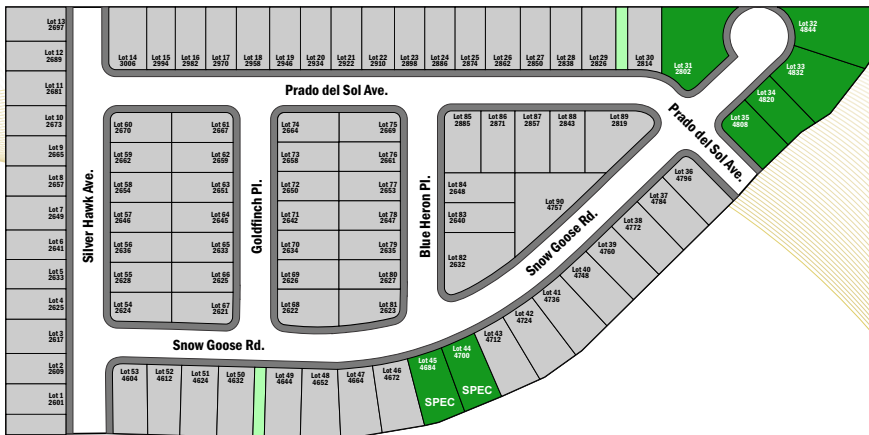 Lot 13
2697
Lot 12
2689
Lot 11
2681
Lot 10
2673
Lot 9
2665
Lot 8
2657
Lot 7
2649
Lot 6
2641
Lot 5
2633
Lot 4
2625
Lot 3
2617
Lot 2
2609
Lot 1
2601
Silver Hawk Ave.
Lot 14
3006
Lot 15
2994
Lot 16
2982
Lot 17
2970
Lot 18
2958
Lot 19
2946
Lot 20
2934
Lot 21
2922
Lot 22
2910
Lot 23
2898
Lot 24
2886
Lot 25
2874
Lot 26
2862
Lot 27
2850
Lot 28
2838
Lot 29
2826
Lot 30
2814
Lot 31
2802
Lot 32
4844
Lot 33
4832
Lot 34
4820
Lot 35
4808
Prado del Sol Ave.
Prado del Sol Ave.
Lot 60
2670
Lot 61
2667
Lot 59
2662
Lot 62
2659
Lot 58
2654
Lot 63
2651
Lot 57
2646
Lot 64
2645
Lot 56
2636
Lot 65
2633
Lot 55
2628
Lot 66
2625
Lot 54
2624
Lot 67
2621
Goldfinch Pl.
Lot 74
2664
Lot 75
2669
Lot 73
2658
Lot 76
2661
Lot 72
2650
Lot 77
2653
Lot 71
2642
Lot 78
2647
Lot 70
2634
Lot 79
2635
Lot 69
2626
Lot 80
2627
Lot 68
2622
Lot 81
2623
Blue Heron Pl.
Lot 85
2885
Lot 86
2871
Lot 87
2857
Lot 88
2843
Lot 89
2819
Lot 84
2648
Lot 83
2640
Lot 82
2632
Lot 90
4757
Snow Goose Rd.
Lot 36
4796
Lot 37
4784
Lot 38
4772
Lot 39
4760
Lot 40
4748
Lot 41
4736
Lot 42
4724
Lot 43
4712
Lot 44
4700
SPEC
Lot 45
4684
SPEC
Snow Goose Rd.
Lot 53
4604
Lot 52
4612
Lot 51
4624
Lot 50
4632
Lot 49
4644
Lot 48
4652
Lot 47
4664
Lot 46
4672